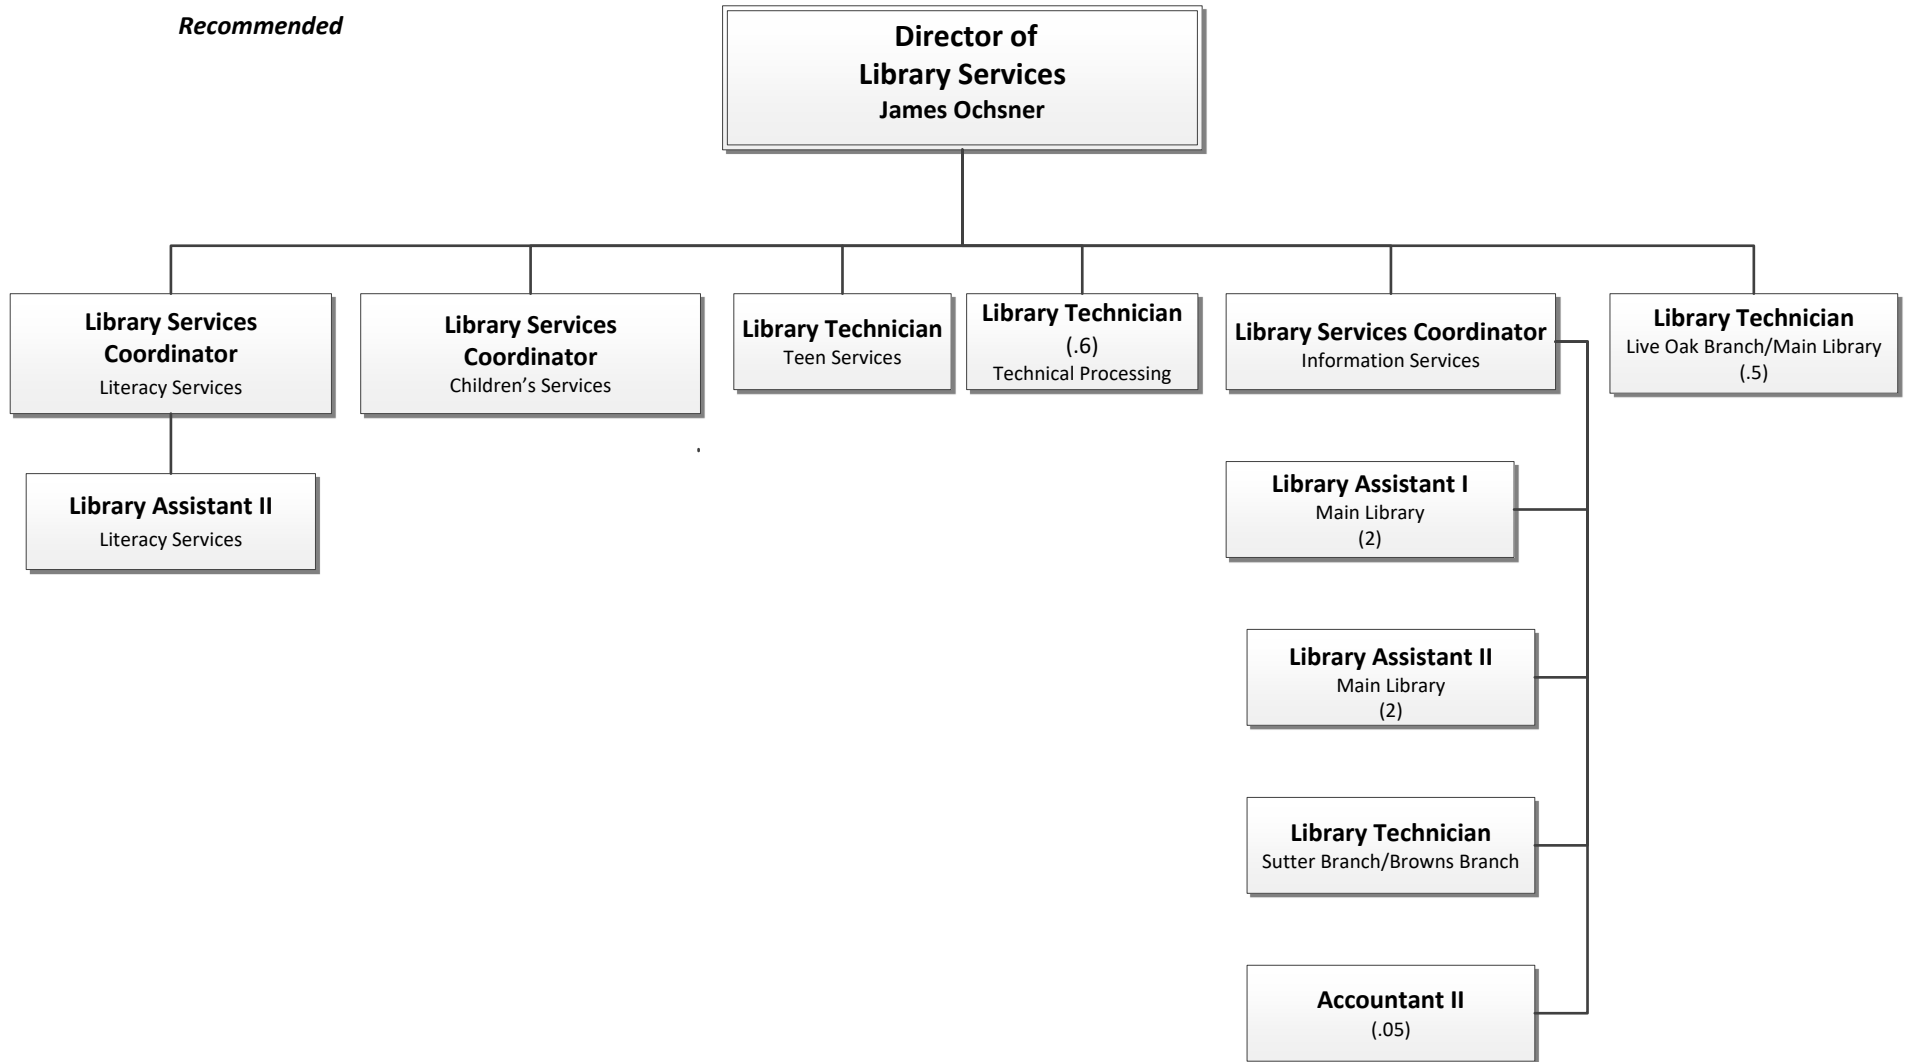 Recommended
Director of
Library Services
James Ochsner
Library Services
Coordinator
Literacy Services
Library Services
Coordinator
Children’s Services
Library Technician
Teen Services
Library Technician
(.6)
Technical Processing
Library Services Coordinator
Information Services
Library Technician
Live Oak Branch/Main Library
(.5)
Library Assistant II
Literacy Services
Library Assistant I
Main Library
(2)
Library Assistant II
Main Library
(2)
Library Technician
Sutter Branch/Browns Branch
Accountant II
(.05)